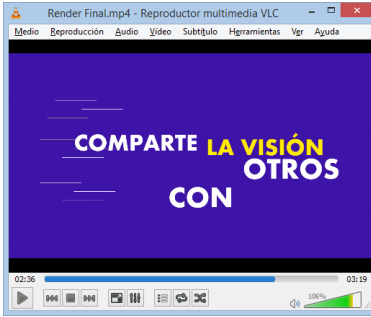 Render Final.mp4 - Reproductor multimedia VLC
Medio Reproducción Audio Vídeo Subtítulo Herramientas Ver Ayuda
COMPARTE LA VISIÓN
OTROS
CON
02:36 03:19
106%